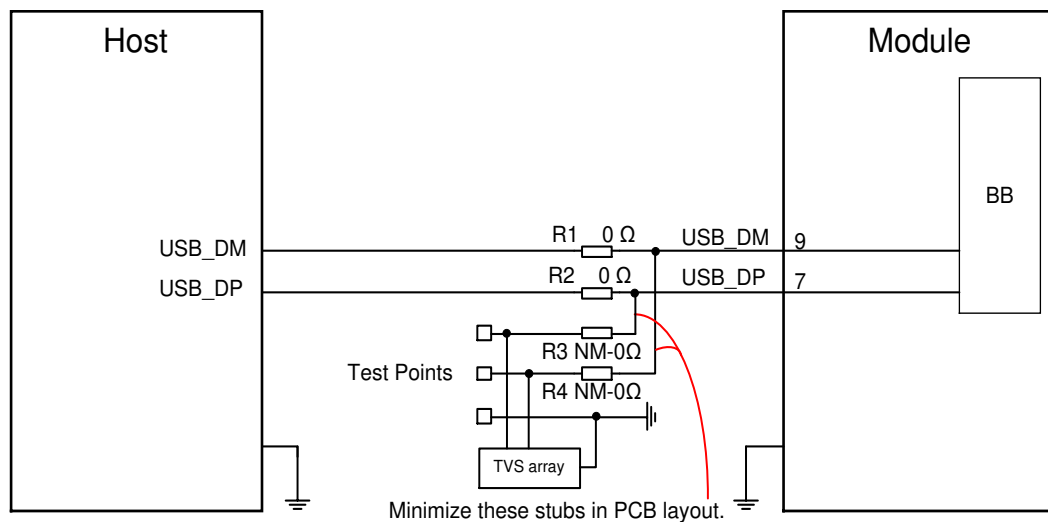 Host
Module
BB
R1 0 Ω
USB_DM
USB_DM
9
R2 0 Ω
USB_DP
USB_DP
7
R3 NM-0Ω
Test Points
R4 NM-0Ω
TVS array
Minimize these stubs in PCB layout.